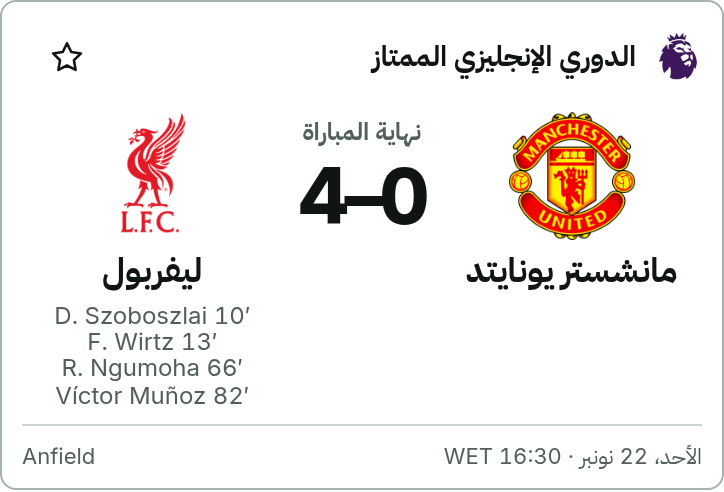 الدوري الإنجليزي الممتاز
MANCHESTER
UNITED
نهاية المباراة
4–0
L.F.C.
مانشستر يونايتد
ليفربول
D. Szoboszlai 10′
F. Wirtz 13′
R. Ngumoha 66′
Víctor Muñoz 82′
الأحد، 22 نونبر · 16:30 WET
Anfield